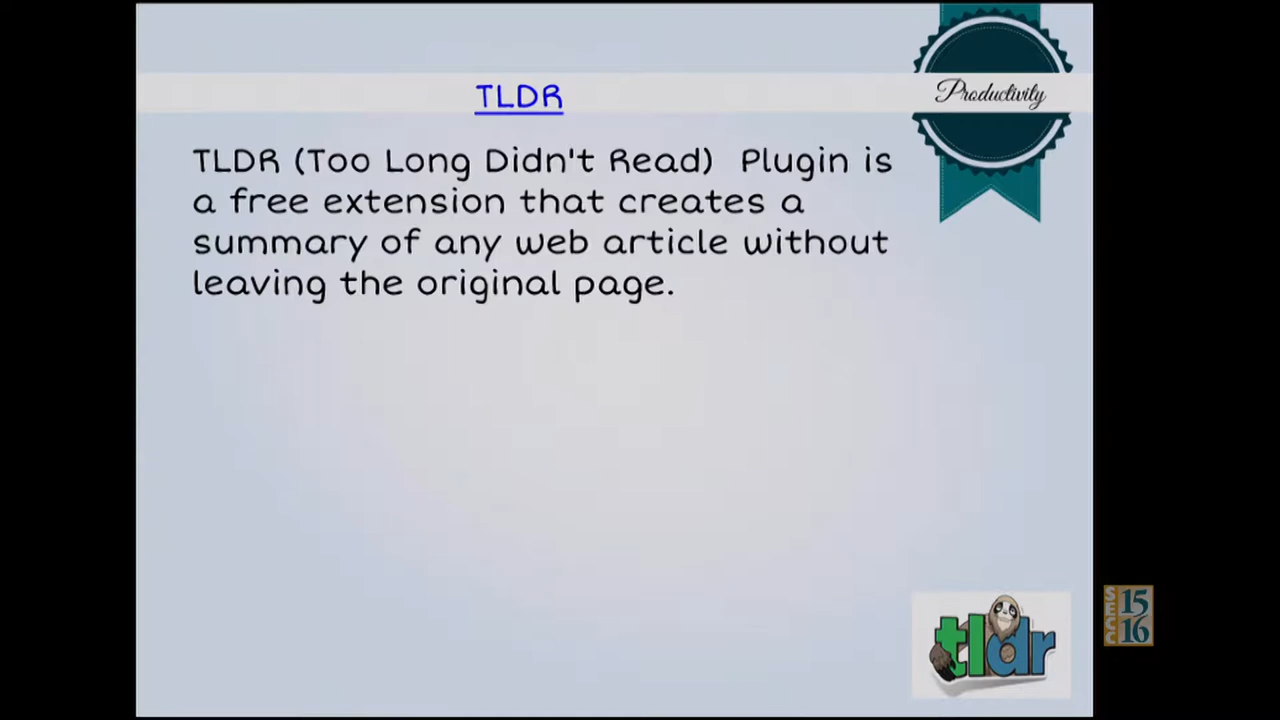 TLDR
Productivity
TLDR (Too Long Didn't Read)  Plugin is
a free extension that creates a
summary of any web article without
leaving the original page.
tldr
SECC
15
16